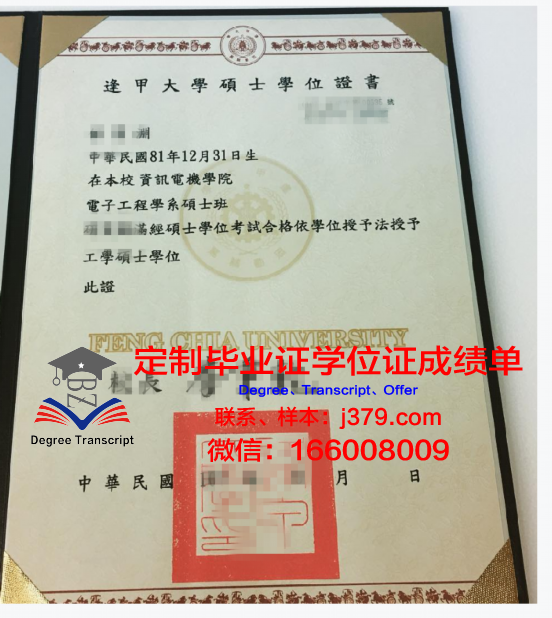 逢甲大學碩士學位證書
號
中華民國81年12月31日生
在本校 資訊電機學院
電子工程學系碩士班
經碩士學位考試合格依學位授予法授予
工學碩士學位
此證
FENG CHIA UNIVERSITY
定制毕业证学位证成绩单
Degree、Transcript、Offer
校長
BZ
联系、样本：j379.com
Degree Transcript
微信：166008009
中華民國 月 日